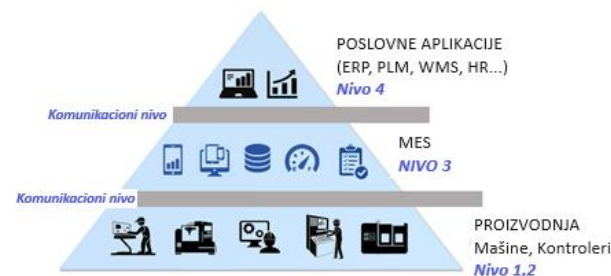 POSLOVNE APLIKACIJE
(ERP, PLM, WMS, HR...)
Nivo 4
Komunikacioni nivo
MES
NIVO 3
Komunikacioni nivo
PROIZVODNJA
Mašine, Kontroleri
Nivo 1,2